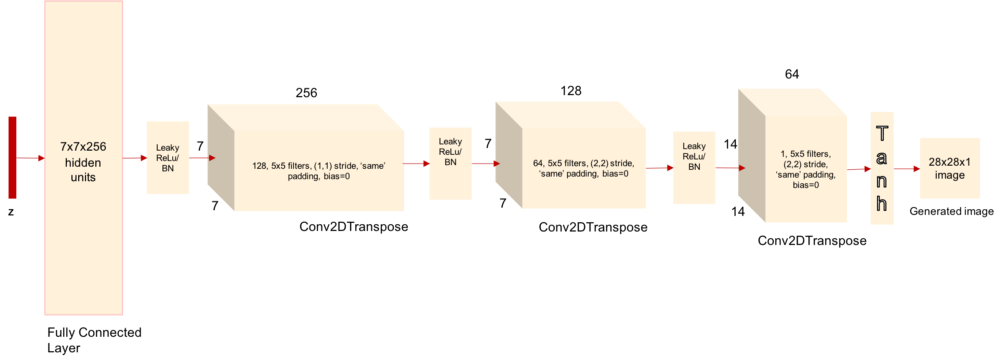 z
7x7x256
hidden
units
Fully Connected
Layer
Leaky
ReLu/
BN
256
7
7
128, 5x5 filters, (1,1) stride, ‘same’
padding, bias=0
Conv2DTranspose
Leaky
ReLu/
BN
128
7
7
64, 5x5 filters, (2,2) stride,
‘same’ padding, bias=0
Conv2DTranspose
Leaky
ReLu/
BN
64
14
14
1, 5x5 filters,
(2,2) stride,
‘same’ padding,
bias=0
Conv2DTranspose
Tanh
28x28x1
image
Generated image